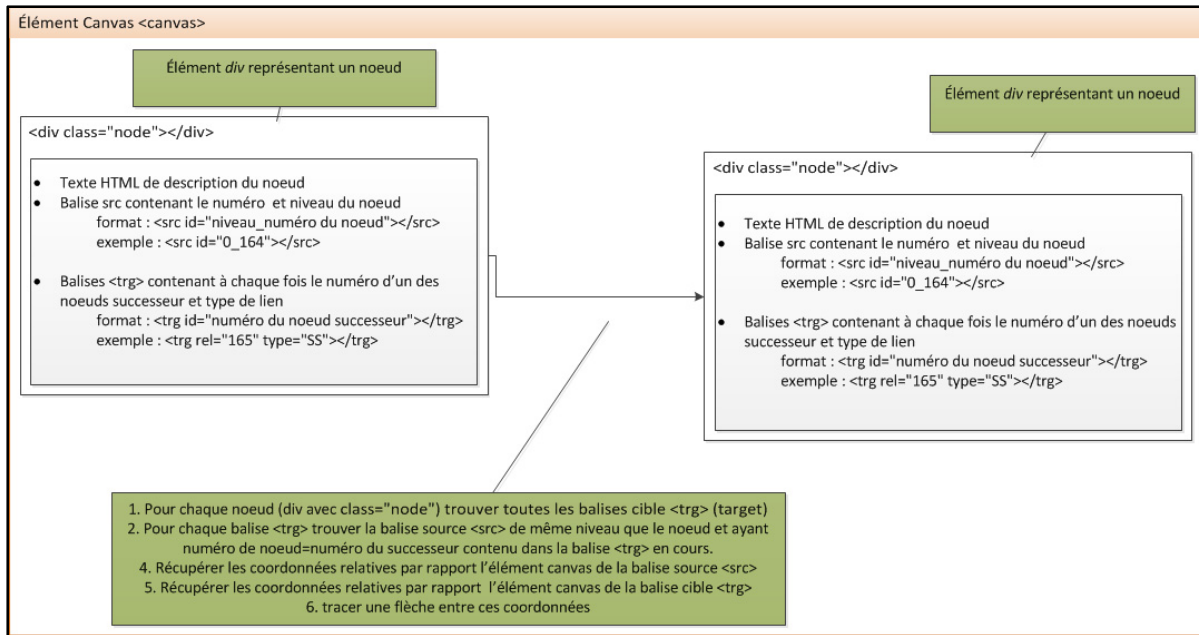 Élément Canvas <canvas>
Élément div représentant un noeud
<div class="node"></div>
• Texte HTML de description du noeud
• Balise src contenant le numéro et niveau du noeud
format : <src id="niveau_numéro du noeud"></src>
exemple : <src id="0_164"></src>
• Balises <trg> contenant à chaque fois le numéro d'un des
noeuds successeur et type de lien
format : <trg id="numéro du noeud successeur"></trg>
exemple : <trg rel="165" type="SS"></trg>
Élément div représentant un noeud
<div class="node"></div>
• Texte HTML de description du noeud
• Balise src contenant le numéro et niveau du noeud
format : <src id="niveau_numéro du noeud"></src>
exemple : <src id="0_164"></src>
• Balises <trg> contenant à chaque fois le numéro d'un des noeuds
successeur et type de lien
format : <trg id="numéro du noeud successeur"></trg>
exemple : <trg rel="165" type="SS"></trg>
1. Pour chaque noeud (div avec class="node") trouver toutes les balises cible <trg> (target)
2. Pour chaque balise <trg> trouver la balise source <src> de même niveau que le noeud et ayant
numéro de noeud=numéro du successeur contenu dans la balise <trg> en cours.
4. Récupérer les coordonnées relatives par rapport l'élément canvas de la balise source <src>
5. Récupérer les coordonnées relatives par rapport l'élément canvas de la balise cible <trg>
6. tracer une flèche entre ces coordonnées